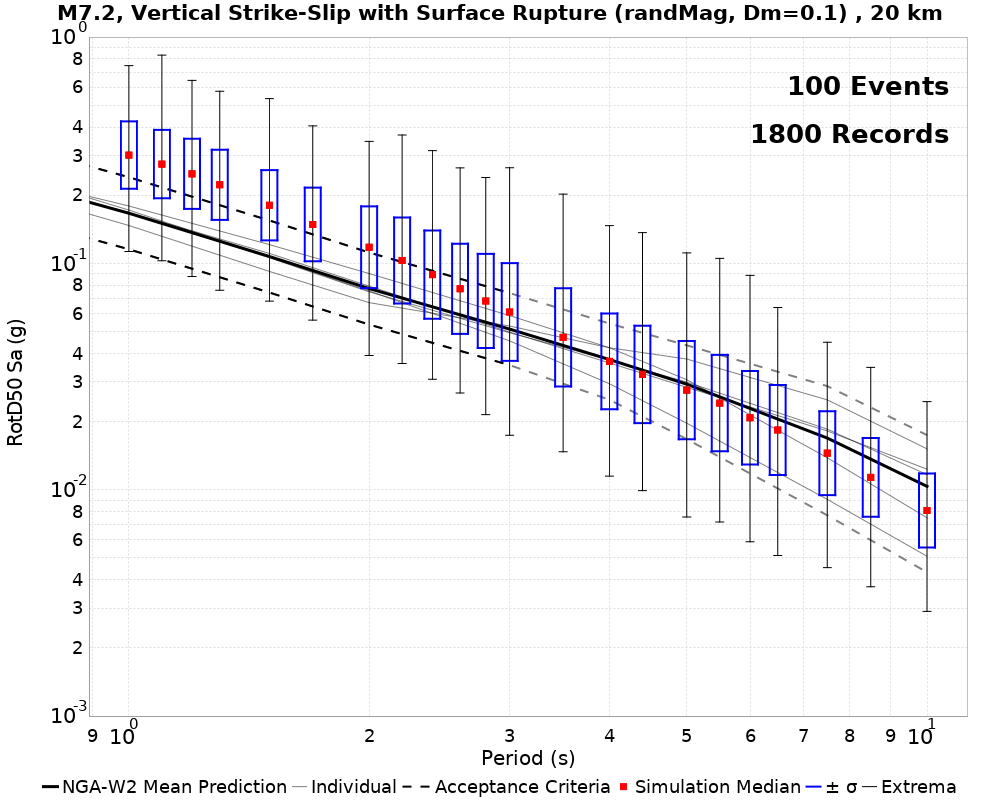 M7.2, Vertical Strike-Slip with Surface Rupture (randMag, Dm=0.1) , 20 km
100 Events
1800 Records
RotD50 Sa (g)
10^0
8
6
4
3
2
10^-1
8
6
4
3
2
10^-2
8
6
4
3
2
10^-3
9 10^0 2 3 4 5 6 7 8 9 10^1
Period (s)
NGA-W2 Mean Prediction Individual Acceptance Criteria Simulation Median ± σ Extrema